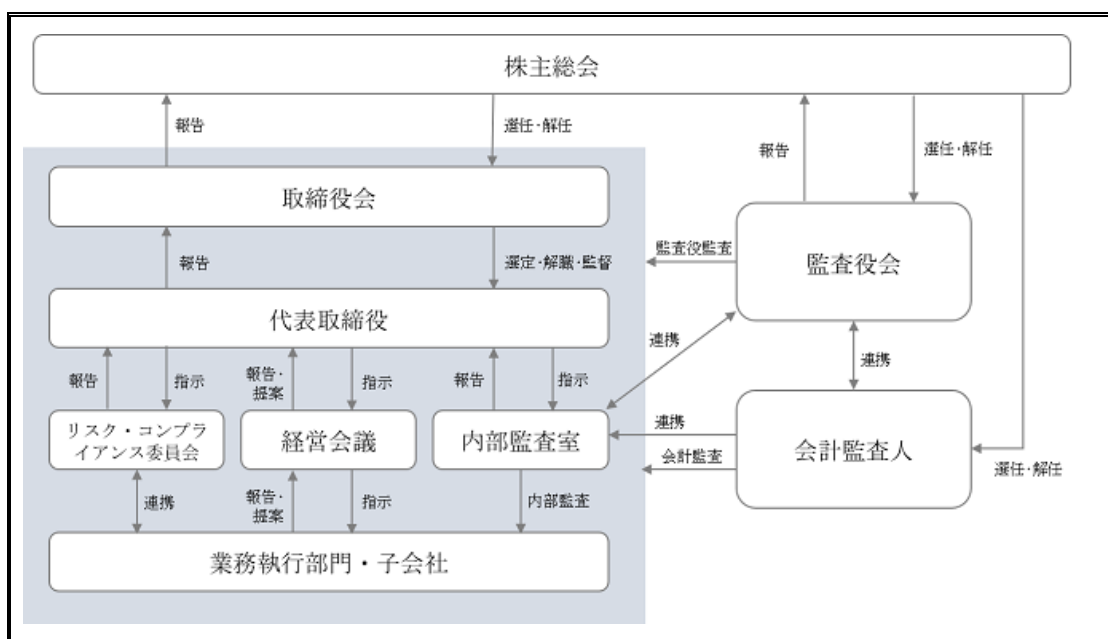 株主総会
報告
選任・解任
報告
選任・解任
取締役会
監査役監査
監査役会
報告
選定・解職・監督
代表取締役
連携
連携
報告
指示
報告・
提案
指示
報告
指示
リスク・コンプラ
イアンス委員会
経営会議
内部監査室
連携
会計監査
会計監査人
選任・解任
連携
報告・
提案
指示
内部監査
業務執行部門・子会社